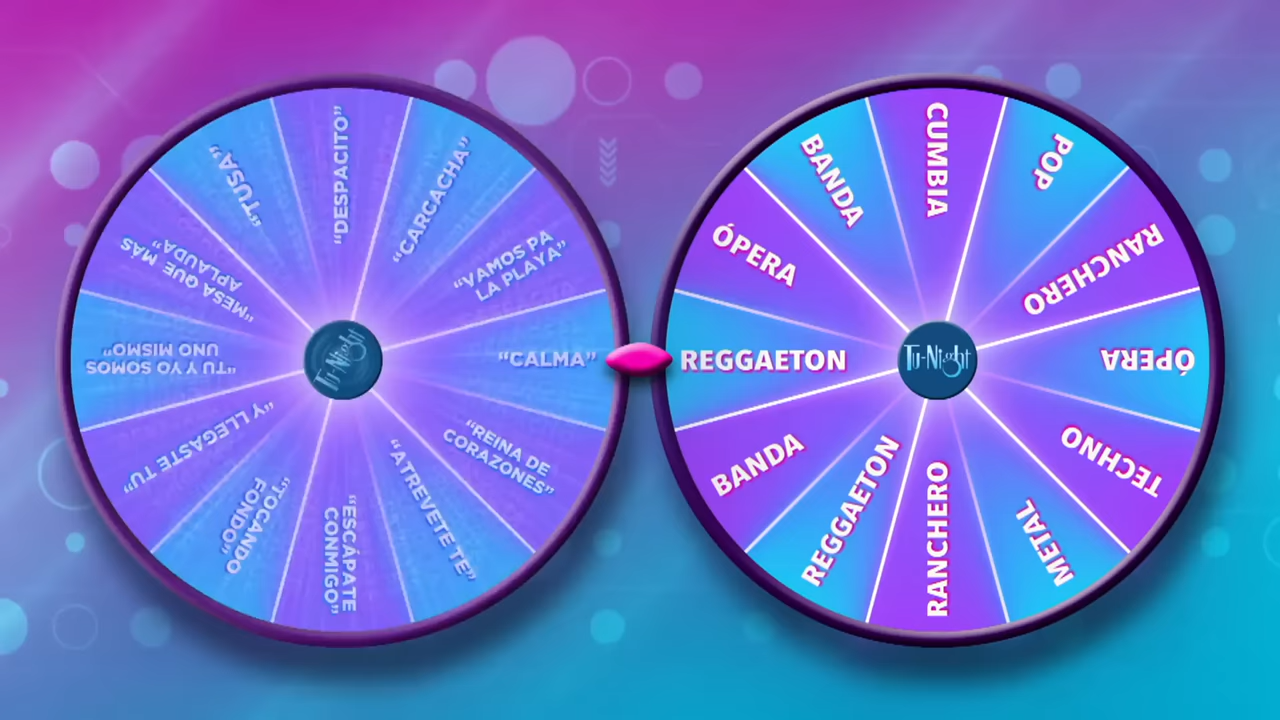 "DESPACITO"
"CARCACHA"
"VAMOS PA
LA PLAYA"
"CALMA"
"REINA DE
CORAZONES"
"ATREVETE TE"
"ESCÁPATE
CONMIGO"
"TOCANDO
FONDO"
"Y LLEGASTE TU"
"TU Y YO SOMOS
UNO MISMO"
"MESA QUE MÁS
APLAUDA"
"TUSA"
Tu-Night
CUMBIA
POP
RANCHERO
ÓPERA
TECHNO
METAL
RANCHERO
REGGAETON
BANDA
REGGAETON
ÓPERA
BANDA
Tu-Night